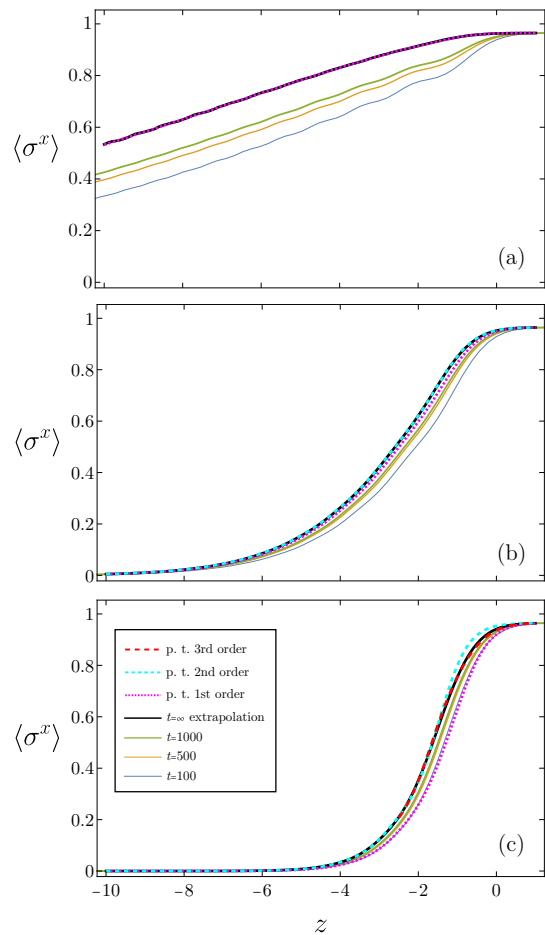 1
0.8
0.6
⟨σ^x⟩
0.4
0.2
0
(a)
1
0.8
0.6
⟨σ^x⟩
0.4
0.2
0
(b)
1
0.8
0.6
⟨σ^x⟩
0.4
0.2
0
p. t. 3rd order
p. t. 2nd order
p. t. 1st order
t=∞ extrapolation
t=1000
t=500
t=100
(c)
−10 −8 −6 −4 −2 0
z